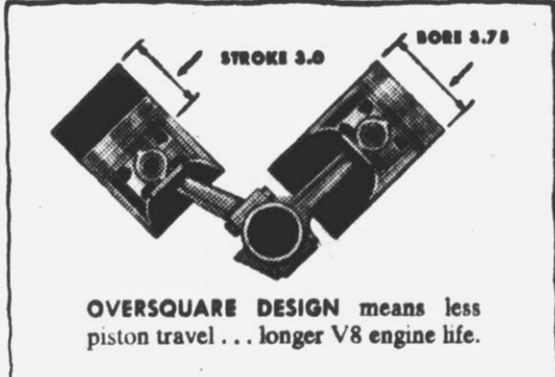 STROKE 3.0
BORE 3.75
OVERSQUARE DESIGN means less
piston travel . . . longer V8 engine life.